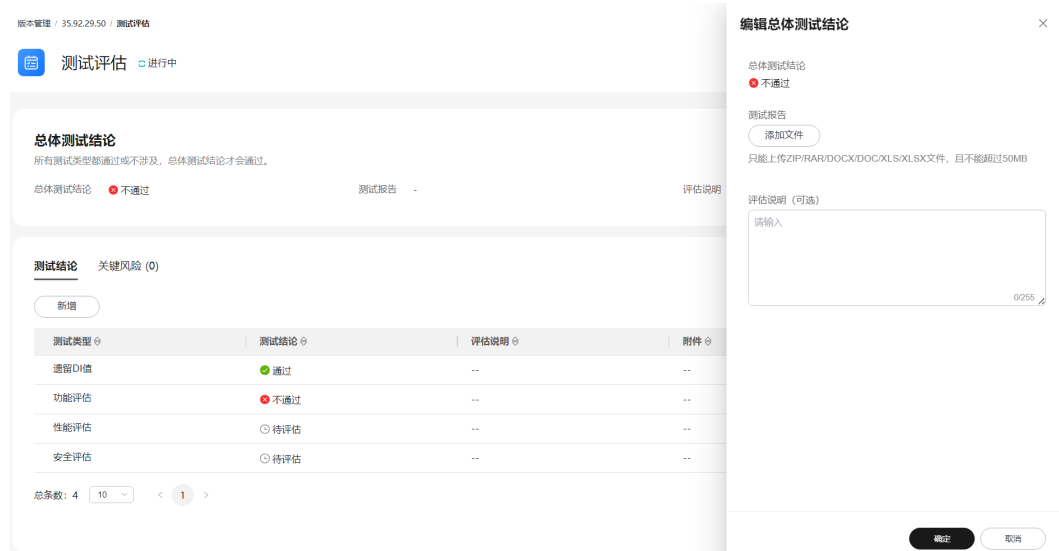 版本管理 / 35.92.29.50 / 测试评估
测试评估 进行中
总体测试结论
所有测试类型都通过或不涉及，总体测试结论才会通过。
总体测试结论 不通过 测试报告 - 评估说明
测试结论 关键风险 (0)
新增
测试类型 测试结论 评估说明 附件
遗留DI值 通过 -- --
功能评估 不通过 -- --
性能评估 待评估 -- --
安全评估 待评估 -- --
总条数：4 10 < 1 >
编辑总体测试结论
总体测试结论
不通过
测试报告
添加文件
只能上传ZIP/RAR/DOCX/DOC/XLS/XLSX文件，且不能超过50MB
评估说明（可选）
请输入
0/255
确定 取消